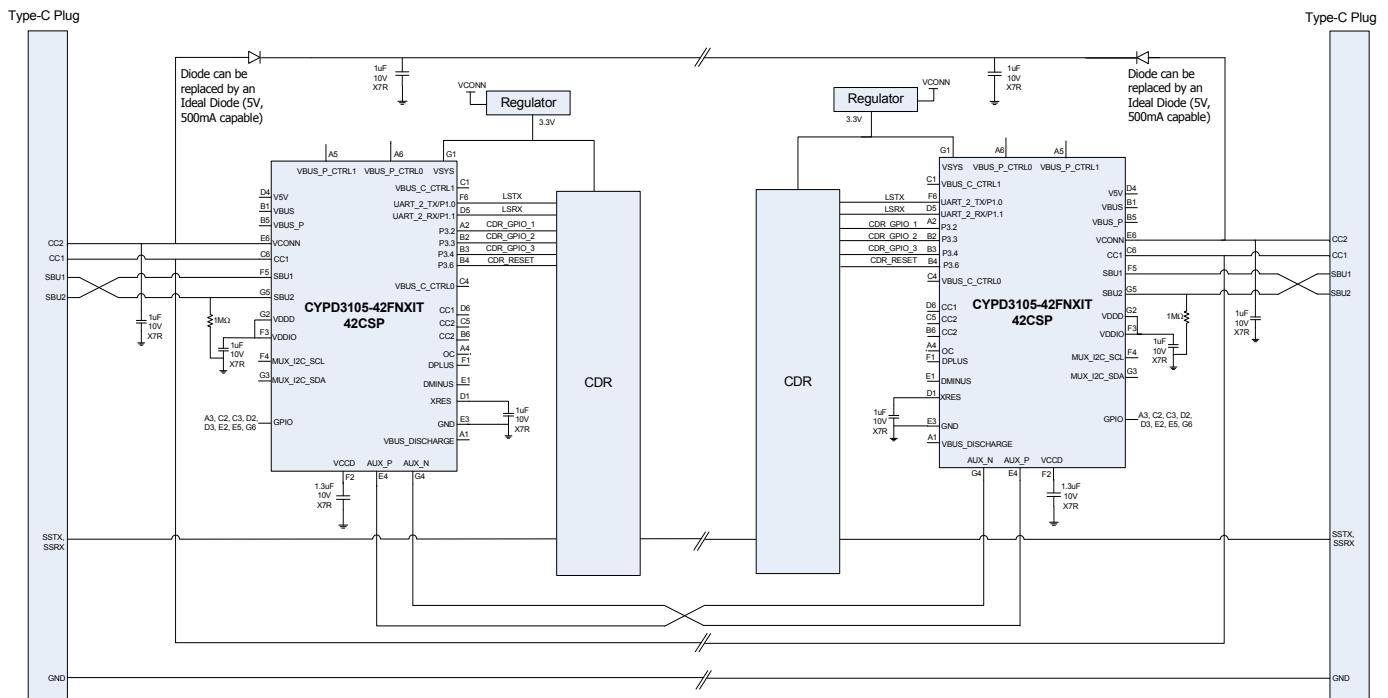 Type-C Plug
Type-C Plug
Diode can be
replaced by an
Ideal Diode (5V,
500mA capable)
1uF
10V
X7R
VCONN
Regulator
3.3V
1uF
10V
X7R
Regulator
VCONN
3.3V
Diode can be
replaced by an
Ideal Diode (5V,
500mA capable)
A5
A6
G1
VBUS_P_CTRL1
VBUS_P_CTRL0
VSYS
VBUS_C_CTRL1
C1
D4
V5V
B1
VBUS
B5
VBUS_P
E6
VCONN
C6
CC1
F5
SBU1
G5
SBU2
G2
VDDD
F3
VDDIO
F4
MUX_I2C_SCL
G3
MUX_I2C_SDA
A3, C2, C3, D2,
D3, E2, E5, G6
GPIO
UART_2_TX/P1.0
F6
LSTX
UART_2_RX/P1.1
D5
LSRX
P3.2
A2
CDR_GPIO_1
P3.3
B2
CDR_GPIO_2
P3.4
B3
CDR_GPIO_3
P3.6
B4
CDR_RESET
VBUS_C_CTRL0
C4
CYPD3105-42FNXIT
42CSP
CC1
D6
CC2
C5
CC2
B6
OC
A4
DPLUS
F1
DMINUS
E1
XRES
D1
GND
E3
VBUS_DISCHARGE
A1
VCCD
AUX_P
AUX_N
F2
E4
G4
1uF
10V
X7R
1.3uF
10V
X7R
CC2
CC1
SBU1
SBU2
1uF
10V
X7R
1MΩ
1uF
10V
X7R
CDR
CDR
G1
A6
A5
VSYS
VBUS_P_CTRL0
VBUS_P_CTRL1
C1
VBUS_C_CTRL1
LSTX
F6
UART_2_TX/P1.0
LSRX
D5
UART_2_RX/P1.1
CDR_GPIO_1
A2
P3.2
CDR_GPIO_2
B2
P3.3
CDR_GPIO_3
B3
P3.4
CDR_RESET
B4
P3.6
C4
VBUS_C_CTRL0
CYPD3105-42FNXIT
42CSP
D6
CC1
C5
CC2
B6
CC2
A4
OC
F1
DPLUS
E1
DMINUS
D1
XRES
E3
GND
A1
VBUS_DISCHARGE
1uF
10V
X7R
AUX_N
AUX_P
VCCD
G4
E4
F2
1.3uF
10V
X7R
V5V
D4
VBUS
B1
VBUS_P
B5
VCONN
E6
CC1
C6
SBU1
F5
SBU2
G5
VDDD
G2
VDDIO
F3
MUX_I2C_SCL
F4
MUX_I2C_SDA
G3
GPIO
A3, C2, C3, D2,
D3, E2, E5, G6
1MΩ
1uF
10V
X7R
1uF
10V
X7R
CC2
CC1
SBU1
SBU2
SSTX,
SSRX
SSTX,
SSRX
GND
GND